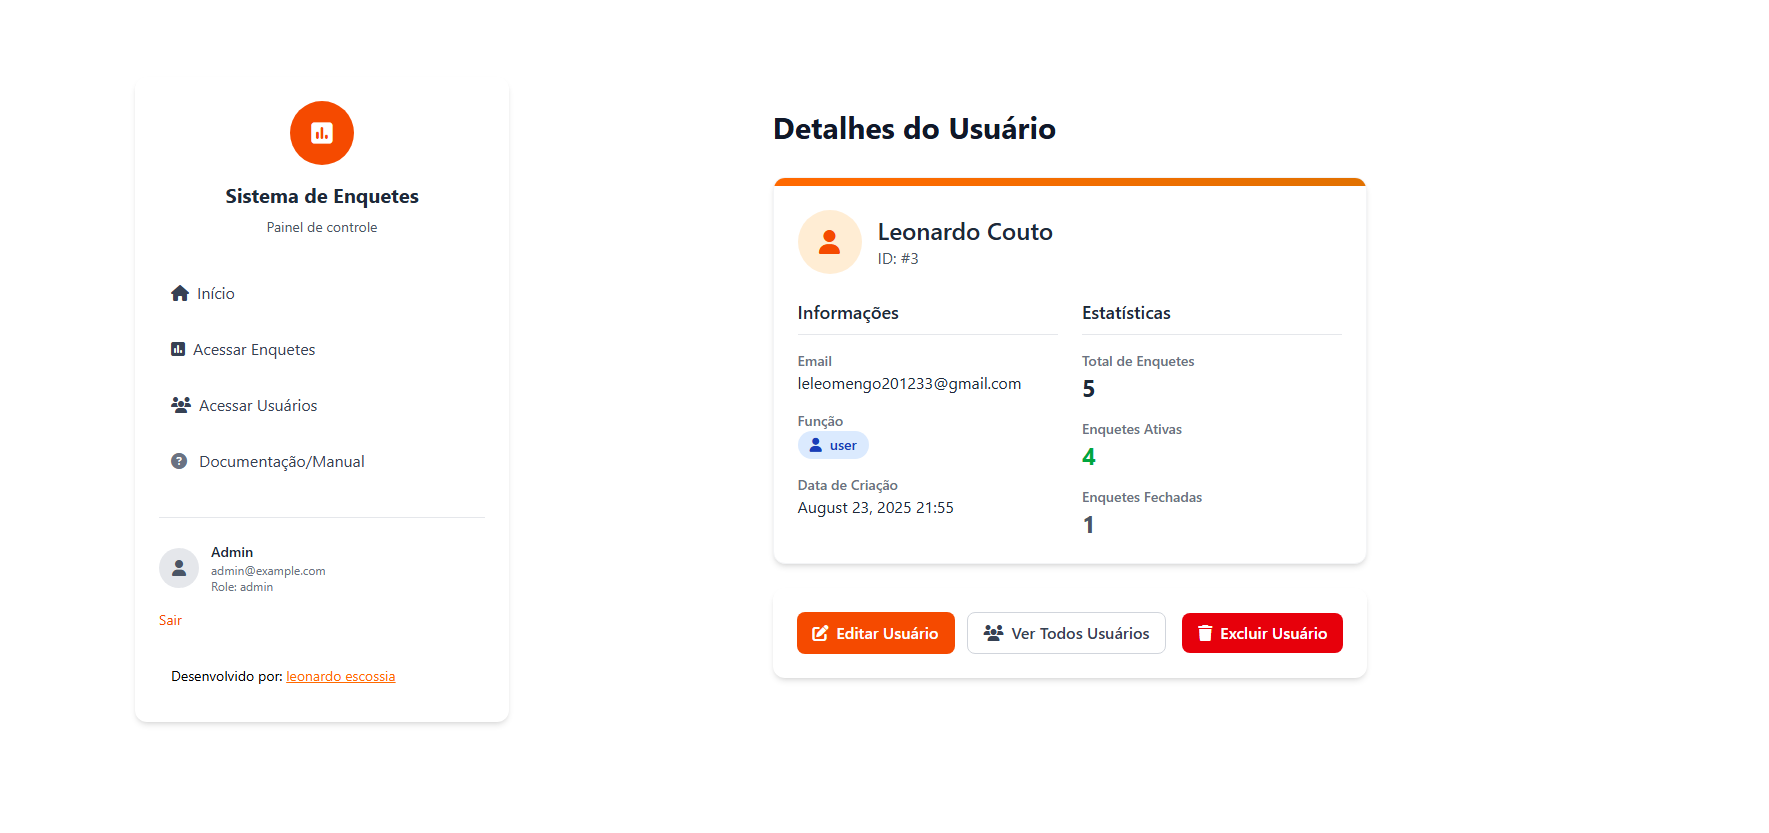 Sistema de Enquetes
Painel de controle
Início
Acessar Enquetes
Acessar Usuários
Documentação/Manual
Admin
admin@example.com
Role: admin
Sair
Desenvolvido por: leonardo escossia
Detalhes do Usuário
Leonardo Couto
ID: #3
Informações
Email
leleomengo201233@gmail.com
Função
user
Data de Criação
August 23, 2025 21:55
Estatísticas
Total de Enquetes
5
Enquetes Ativas
4
Enquetes Fechadas
1
Editar Usuário
Ver Todos Usuários
Excluir Usuário